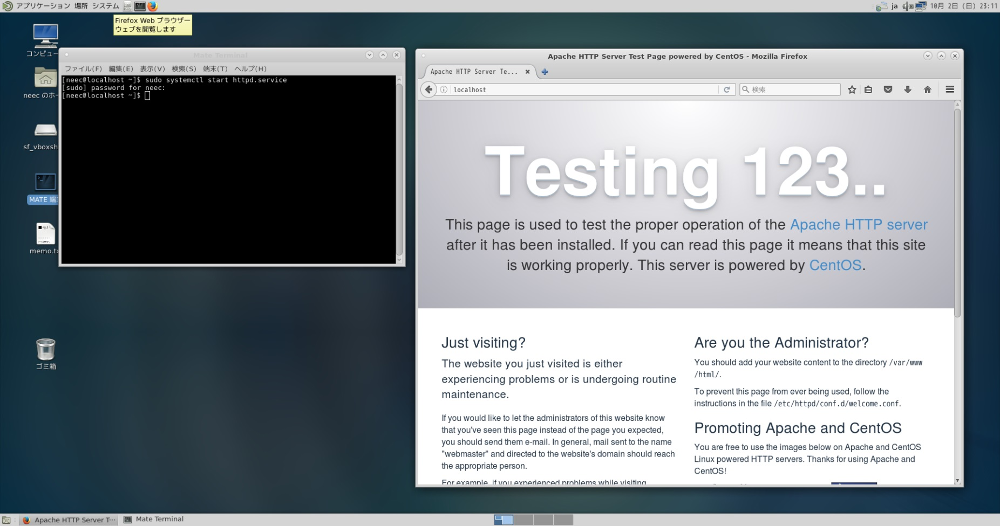 アプリケーション 場所 システム
ja 10月 2日 (日) 23:11
Firefox Web ブラウザー
ウェブを閲覧します
コンピュー
neec のホー
sf_vboxsh
MATE 端末
memo.tx
ゴミ箱
Mate Terminal
ファイル(F) 編集(E) 表示(V) 検索(S) 端末(T) ヘルプ(H)
[neec@localhost ~]$ sudo systemctl start httpd.service
[sudo] password for neec:
[neec@localhost ~]$
Apache HTTP Server Test Page powered by CentOS - Mozilla Firefox
Apache HTTP Server Te...
localhost
検索
Testing 123..
This page is used to test the proper operation of the Apache HTTP server
after it has been installed. If you can read this page it means that this site
is working properly. This server is powered by CentOS.
Just visiting?
The website you just visited is either
experiencing problems or is undergoing routine
maintenance.
If you would like to let the administrators of this website know
that you've seen this page instead of the page you expected,
you should send them e-mail. In general, mail sent to the name
"webmaster" and directed to the website's domain should reach
the appropriate person.
For example, if you experienced problems while visiting
Are you the Administrator?
You should add your website content to the directory /var/www
/html/.
To prevent this page from ever being used, follow the
instructions in the file /etc/httpd/conf.d/welcome.conf.
Promoting Apache and CentOS
You are free to use the images below on Apache and CentOS
Linux powered HTTP servers. Thanks for using Apache and
CentOS!
Apache HTTP Server T…
Mate Terminal